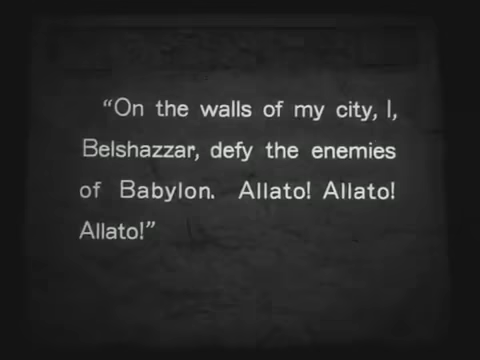 “On the walls of my city, I,
Belshazzar, defy the enemies
of Babylon. Allato! Allato!
Allato!”